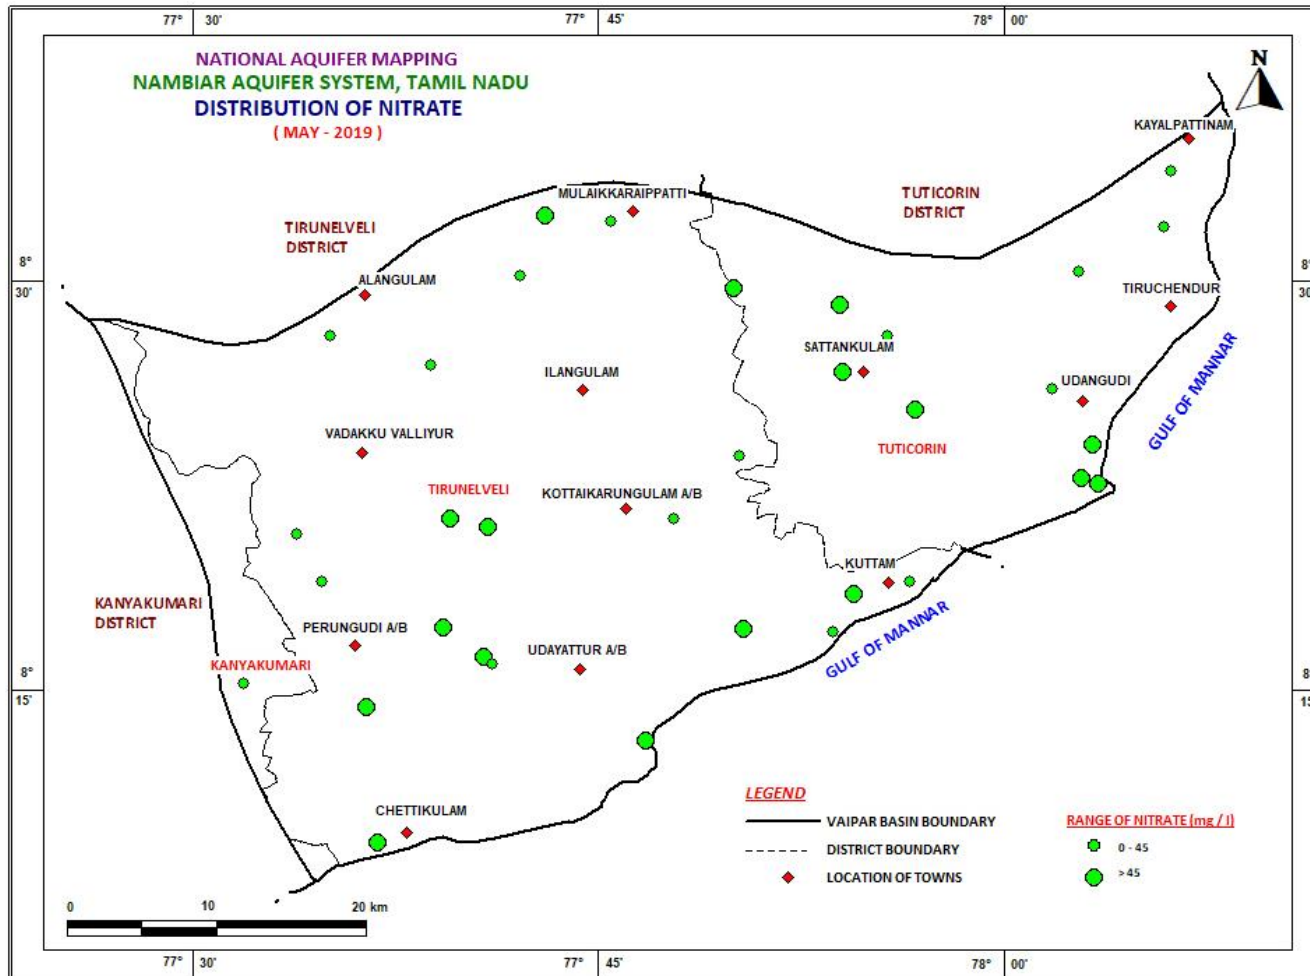 77° 30'
77° 45'
78° 00'
NATIONAL AQUIFER MAPPING
NAMBIAR AQUIFER SYSTEM, TAMIL NADU
DISTRIBUTION OF NITRATE
( MAY - 2019 )
N
KAYALPATTINAM
MULAIKKARAIPPATTI
TUTICORIN
DISTRICT
TIRUNELVELI
DISTRICT
8°
30'
8°
30
ALANGULAM
TIRUCHENDUR
SATTANKULAM
ILANGULAM
UDANGUDI
GULF OF MANNAR
VADAKKU VALLIYUR
TUTICORIN
TIRUNELVELI
KOTTAIKARUNGULAM A/B
KUTTAM
KANYAKUMARI
DISTRICT
PERUNGUDI A/B
UDAYATTUR A/B
GULF OF MANNAR
KANYAKUMARI
8°
15'
8°
15
CHETTIKULAM
LEGEND
VAIPAR BASIN BOUNDARY
DISTRICT BOUNDARY
LOCATION OF TOWNS
RANGE OF NITRATE (mg / l)
0 - 45
>45
0 10 20 km
77° 30'
77° 45'
78° 00'